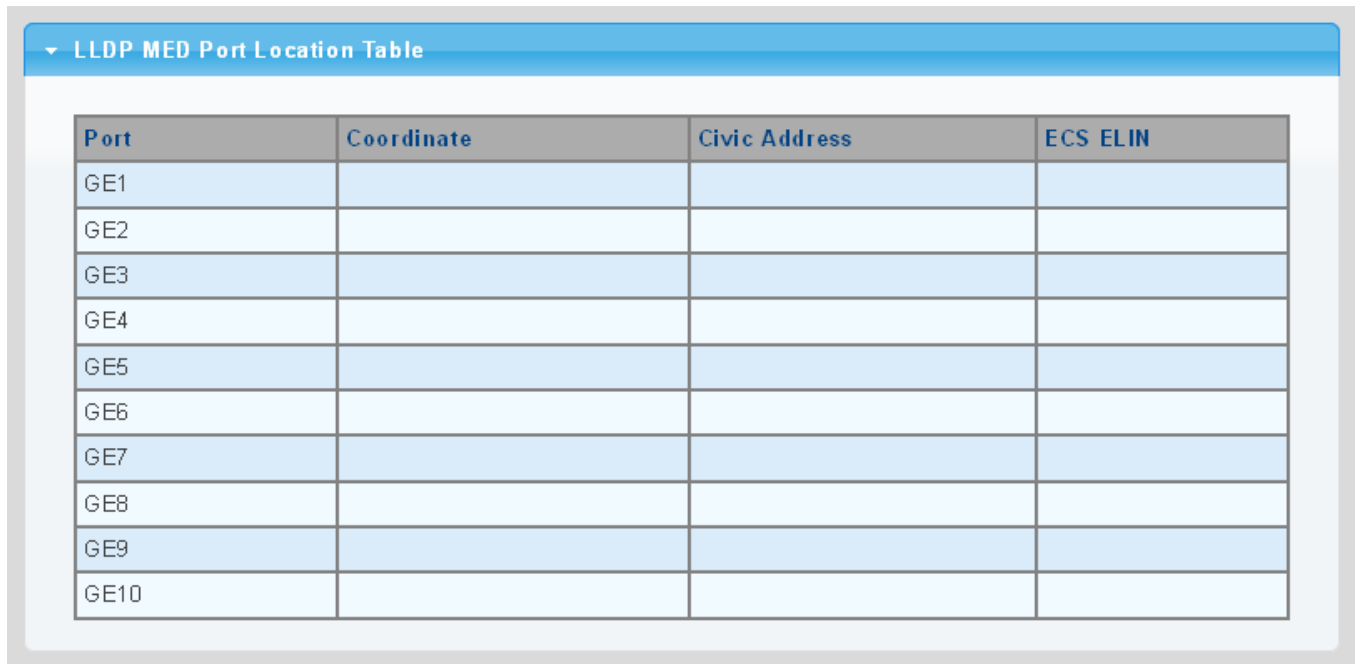 LLDP MED Port Location Table
Port Coordinate Civic Address ECS ELIN
GE1
GE2
GE3
GE4
GE5
GE6
GE7
GE8
GE9
GE10